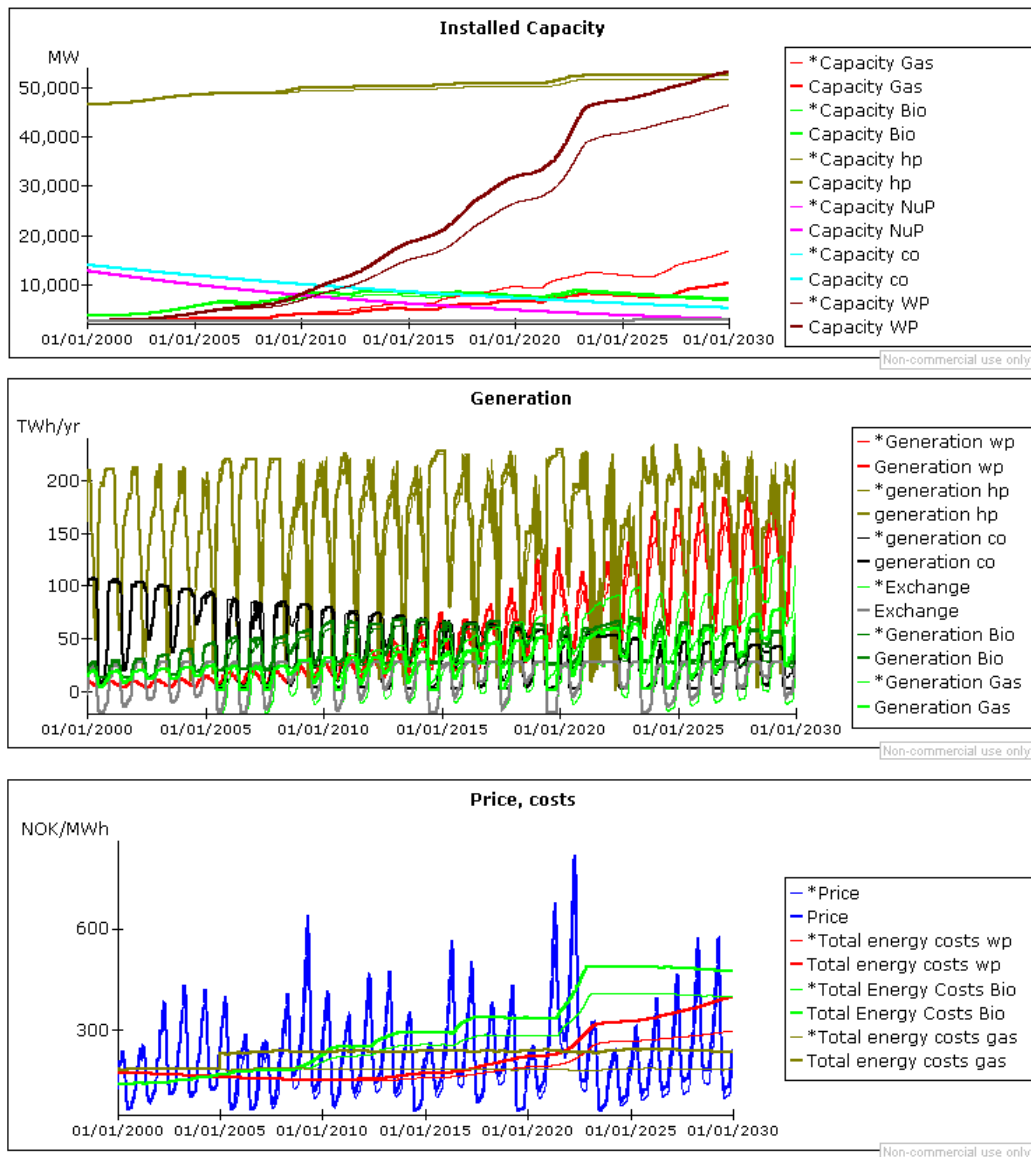 Installed Capacity
MW
50,000
40,000
30,000
20,000
10,000
01/01/2000 01/01/2005 01/01/2010 01/01/2015 01/01/2020 01/01/2025 01/01/2030
*Capacity Gas
Capacity Gas
*Capacity Bio
Capacity Bio
*Capacity hp
Capacity hp
*Capacity NuP
Capacity NuP
*Capacity co
Capacity co
*Capacity WP
Capacity WP
Non-commercial use only
Generation
TWh/yr
200
150
100
50
0
01/01/2000 01/01/2005 01/01/2010 01/01/2015 01/01/2020 01/01/2025 01/01/2030
*Generation wp
Generation wp
*generation hp
generation hp
*generation co
generation co
*Exchange
Exchange
*Generation Bio
Generation Bio
*Generation Gas
Generation Gas
Non-commercial use only
Price, costs
NOK/MWh
600
300
01/01/2000 01/01/2005 01/01/2010 01/01/2015 01/01/2020 01/01/2025 01/01/2030
*Price
Price
*Total energy costs wp
Total energy costs wp
*Total Energy Costs Bio
Total Energy Costs Bio
*Total energy costs gas
Total energy costs gas
Non-commercial use only